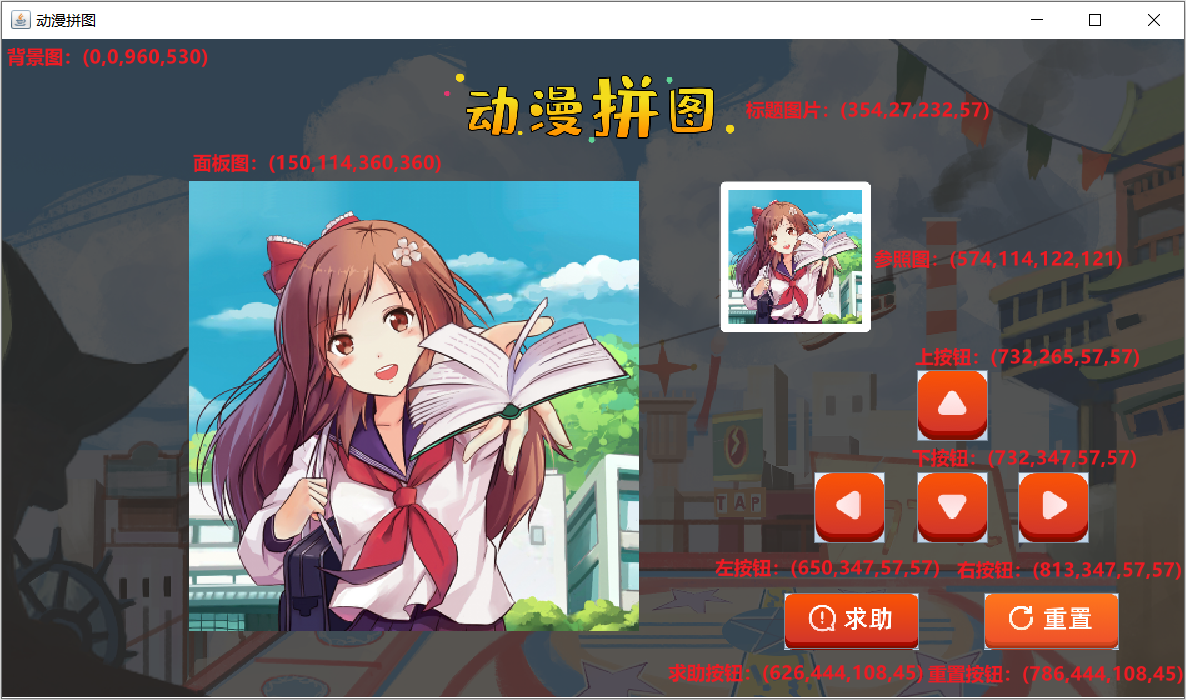 动漫拼图
背景图：(0,0,960,530)
动漫拼图
标题图片：(354,27,232,57)
面板图：(150,114,360,360)
参照图：(574,114,122,121)
上按钮：(732,265,57,57)
下按钮：(732,347,57,57)
TAP
左按钮：(650,347,57,57)
右按钮：(813,347,57,57)
求助
重置
求助按钮：(626,444,108,45)
重置按钮：(786,444,108,45)